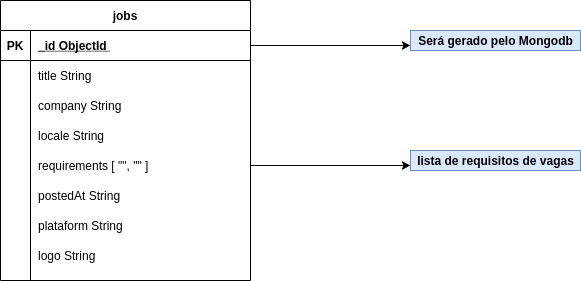 jobs
PK _id ObjectId Será gerado pelo Mongodb
title String
company String
locale String
requirements [ "", "" ] lista de requisitos de vagas
postedAt String
plataform String
logo String